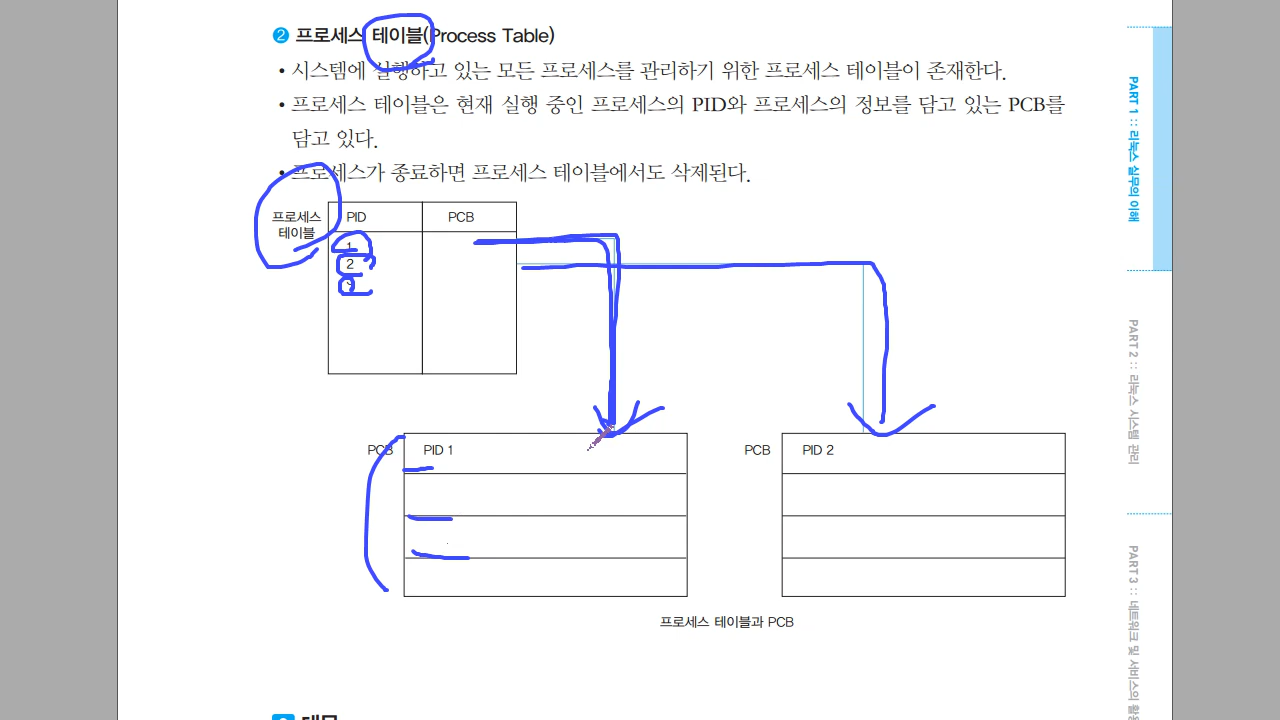 ❷ 프로세스 테이블(Process Table)
• 시스템에 실행하고 있는 모든 프로세스를 관리하기 위한 프로세스 테이블이 존재한다.
• 프로세스 테이블은 현재 실행 중인 프로세스의 PID와 프로세스의 정보를 담고 있는 PCB를
담고 있다.
• 프로세스가 종료하면 프로세스 테이블에서도 삭제된다.
프로세스
테이블
PID
PCB
1
2
PCB
PID 1
PCB
PID 2
프로세스 테이블과 PCB
PART 1 :: 리눅스 실무의 이해
PART 2 :: 리눅스 시스템 관리
PART 3 :: 네트워크 및 서비스의 활용